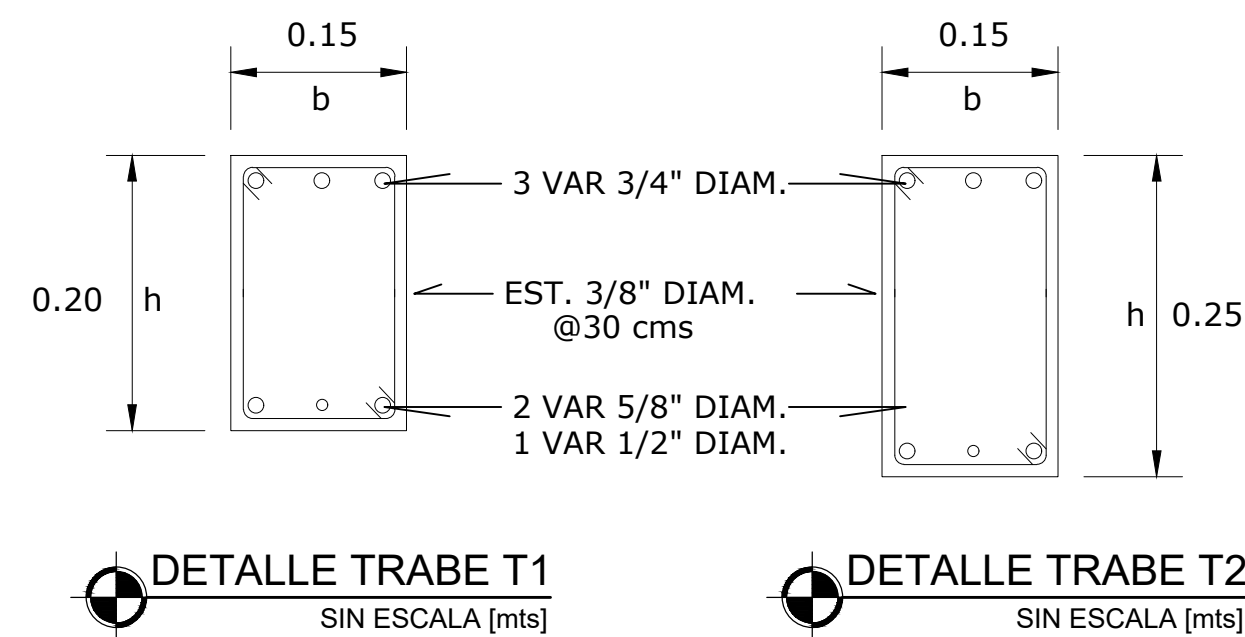 0.15
b
0.15
b
3 VAR 3/4" DIAM.
0.20 h
EST. 3/8" DIAM.
@30 cms
h 0.25
2 VAR 5/8" DIAM.
1 VAR 1/2" DIAM.
DETALLE TRABE T1
SIN ESCALA [mts]
DETALLE TRABE T2
SIN ESCALA [mts]